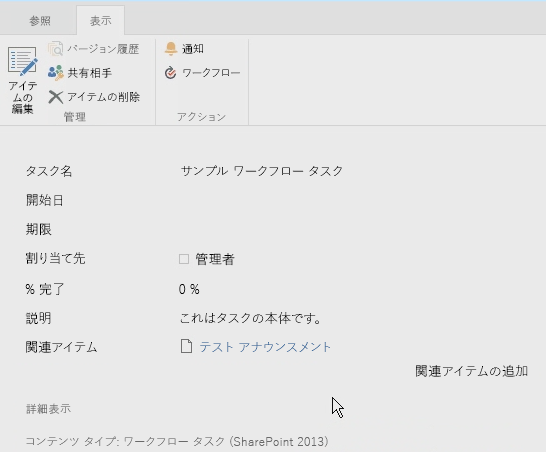 参照 表示
アイテムの編集
バージョン履歴
共有相手
アイテムの削除
管理
通知
ワークフロー
アクション
タスク名 サンプル ワークフロー タスク
開始日
期限
割り当て先 管理者
% 完了 0 %
説明 これはタスクの本体です。
関連アイテム テスト アナウンスメント
関連アイテムの追加
詳細表示
コンテンツ タイプ: ワークフロー タスク (SharePoint 2013)